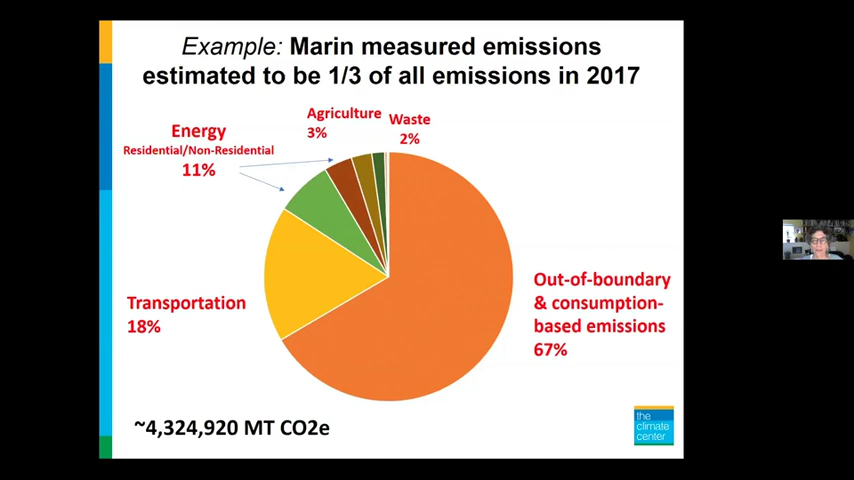 Example: Marin measured emissions
estimated to be 1/3 of all emissions in 2017
Agriculture
3%
Waste
2%
Energy
Residential/Non-Residential
11%
Transportation
18%
Out-of-boundary
& consumption-
based emissions
67%
~4,324,920 MT CO2e
the
climate
center